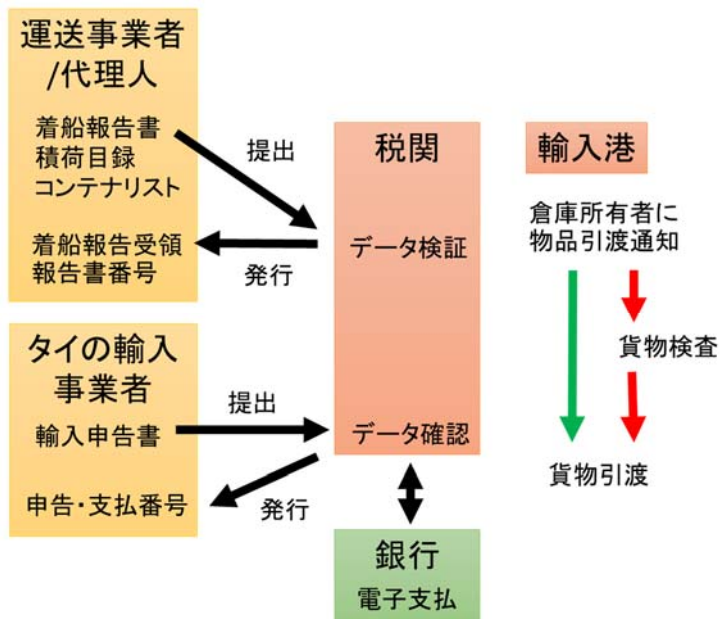 運送事業者
/代理人
着船報告書
積荷目録
コンテナリスト
着船報告受領
報告書番号
提出
発行
税関
データ検証
データ確認
輸入港
倉庫所有者に
物品引渡通知
貨物検査
貨物引渡
タイの輸入
事業者
輸入申告書
申告・支払番号
提出
発行
銀行
電子支払